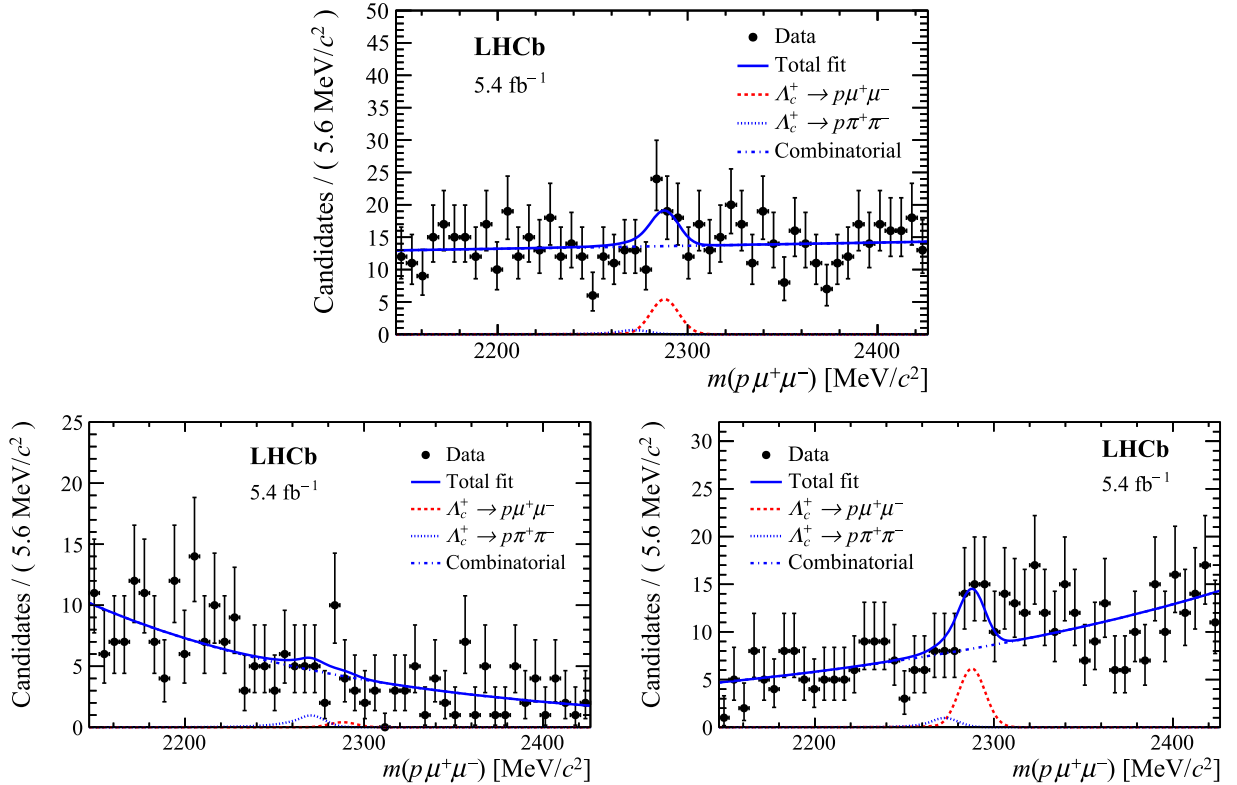 Candidates / ( 5.6 MeV/c²)
50
45
40
35
30
25
20
15
10
5
0
LHCb
5.4 fb⁻¹
Data
Total fit
Λc⁺ → pμ⁺μ⁻
Λc⁺ → pπ⁺π⁻
Combinatorial
2200
2300
2400
m(pμ⁺μ⁻) [MeV/c²]
Candidates / ( 5.6 MeV/c²)
25
20
15
10
5
0
LHCb
5.4 fb⁻¹
Data
Total fit
Λc⁺ → pμ⁺μ⁻
Λc⁺ → pπ⁺π⁻
Combinatorial
2200
2300
2400
m(pμ⁺μ⁻) [MeV/c²]
Candidates / ( 5.6 MeV/c²)
30
25
20
15
10
5
0
Data
Total fit
Λc⁺ → pμ⁺μ⁻
Λc⁺ → pπ⁺π⁻
Combinatorial
LHCb
5.4 fb⁻¹
2200
2300
2400
m(pμ⁺μ⁻) [MeV/c²]